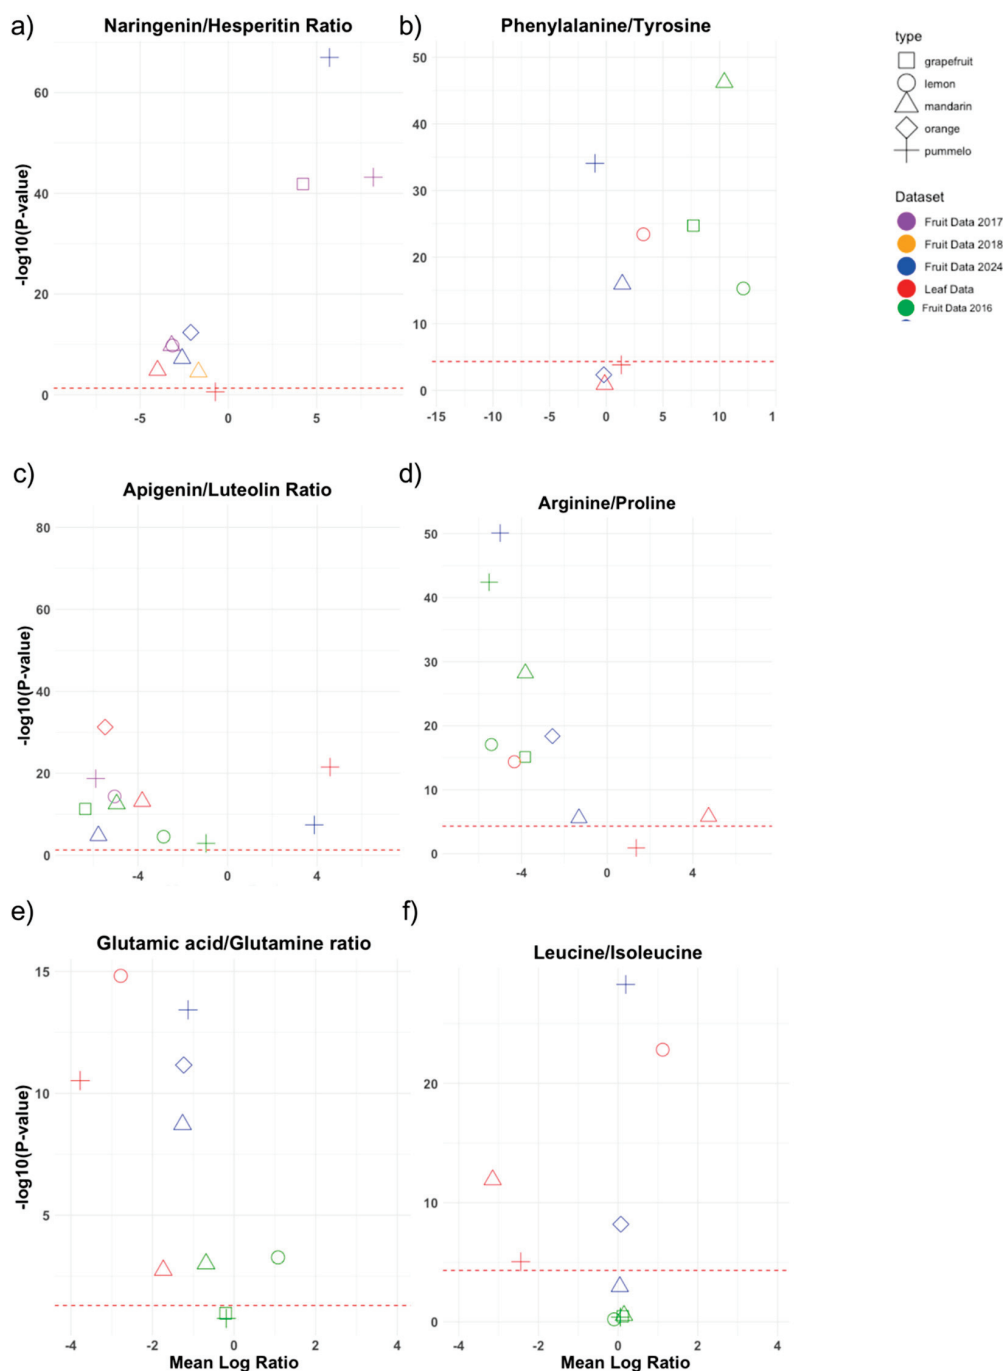 a)
Naringenin/Hesperitin Ratio
-log10(P-value)
60
40
20
0
-5
0
5
b)
Phenylalanine/Tyrosine
50
40
30
20
10
0
-15
-10
-5
0
5
10
1
type
grapefruit
lemon
mandarin
orange
pummelo
Dataset
Fruit Data 2017
Fruit Data 2018
Fruit Data 2024
Leaf Data
Fruit Data 2016
c)
Apigenin/Luteolin Ratio
-log10(P-value)
80
60
40
20
0
-4
0
4
d)
Arginine/Proline
50
40
30
20
10
0
-4
0
4
e)
Glutamic acid/Glutamine ratio
-log10(P-value)
15
10
5
-4
-2
0
2
4
Mean Log Ratio
f)
Leucine/Isoleucine
20
10
0
-4
-2
0
2
4
Mean Log Ratio